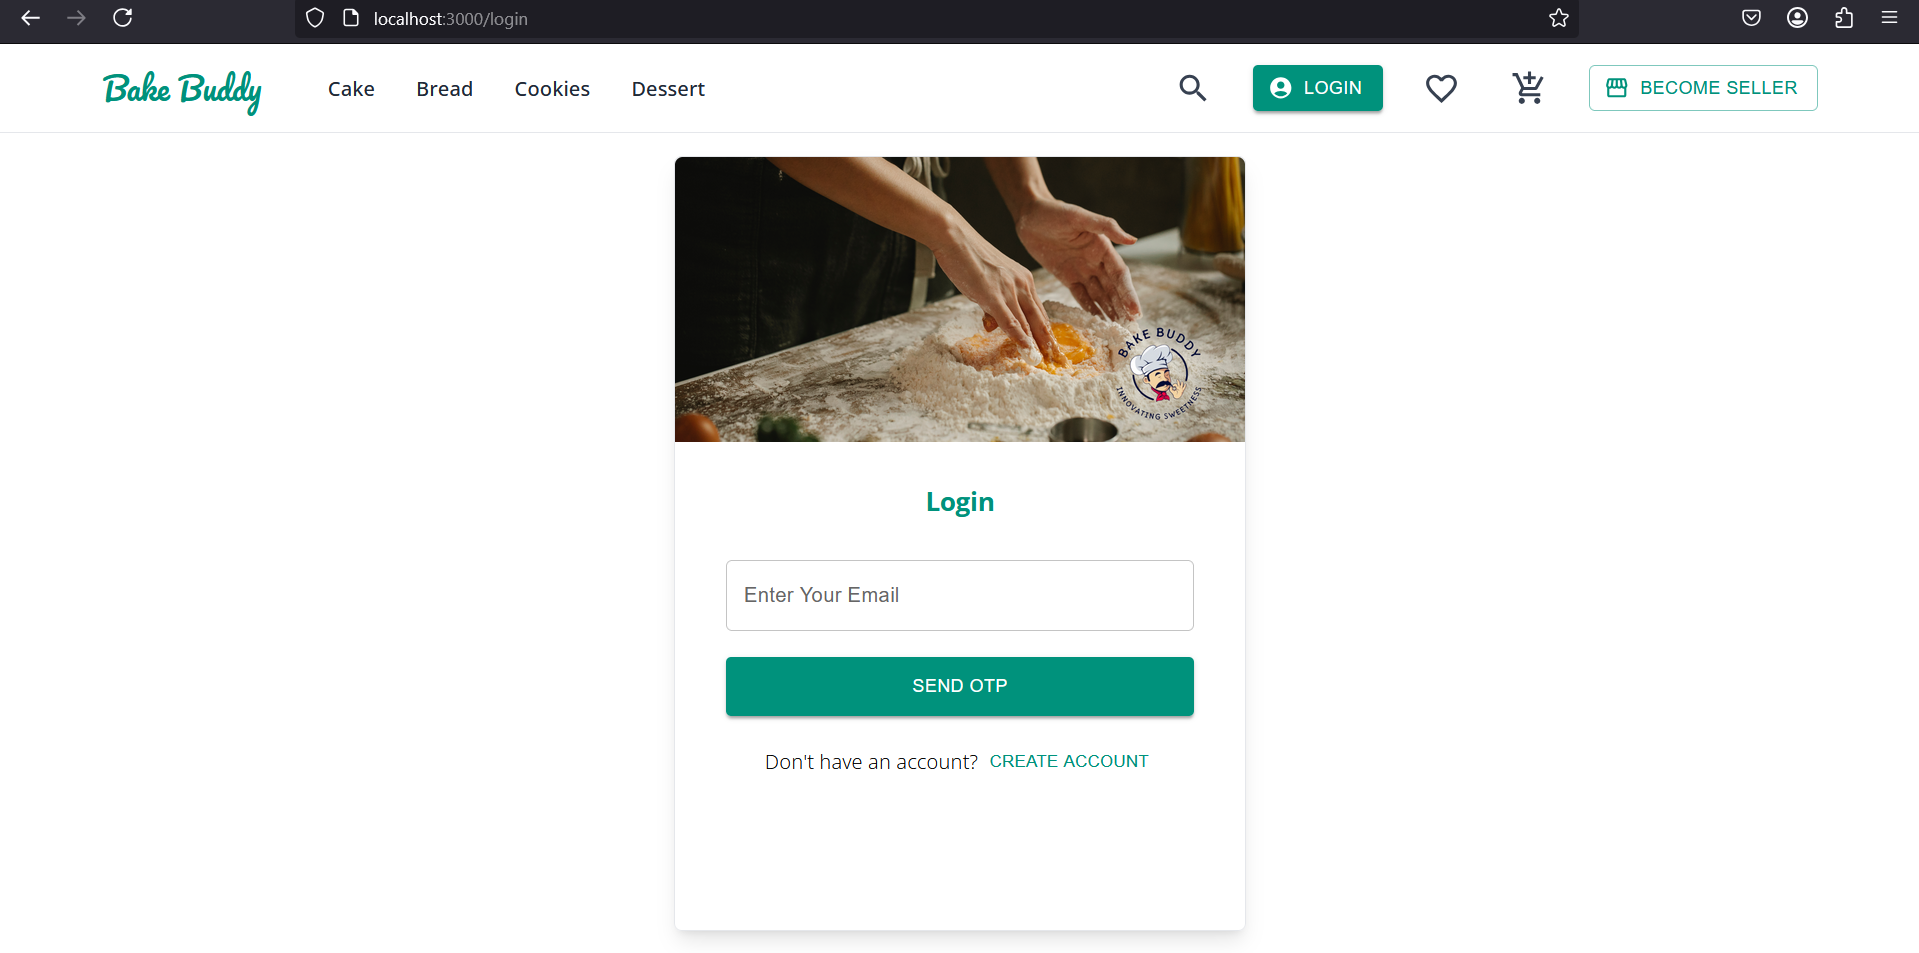 localhost:3000/login
Bake Buddy
Cake Bread Cookies Dessert
LOGIN
BECOME SELLER
BAKE BUDDY
INNOVATING SWEETNESS
Login
Enter Your Email
SEND OTP
Don't have an account? CREATE ACCOUNT